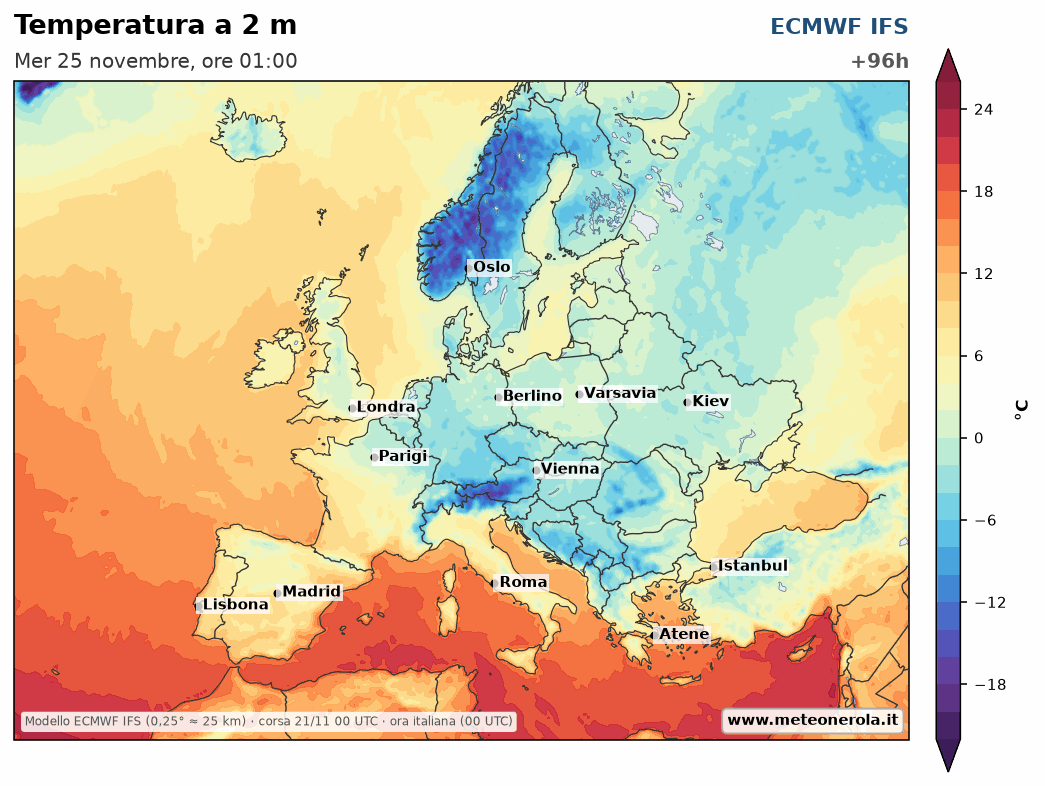 Temperatura a 2 m
ECMWF IFS
Mer 25 novembre, ore 01:00
+96h
24
18
12
6
0
−6
−12
−18
°C
Oslo
Londra
Berlino
Varsavia
Kiev
Parigi
Vienna
Istanbul
Roma
Madrid
Lisbona
Atene
Modello ECMWF IFS (0,25° ≈ 25 km) · corsa 21/11 00 UTC · ora italiana (00 UTC)
www.meteonerola.it